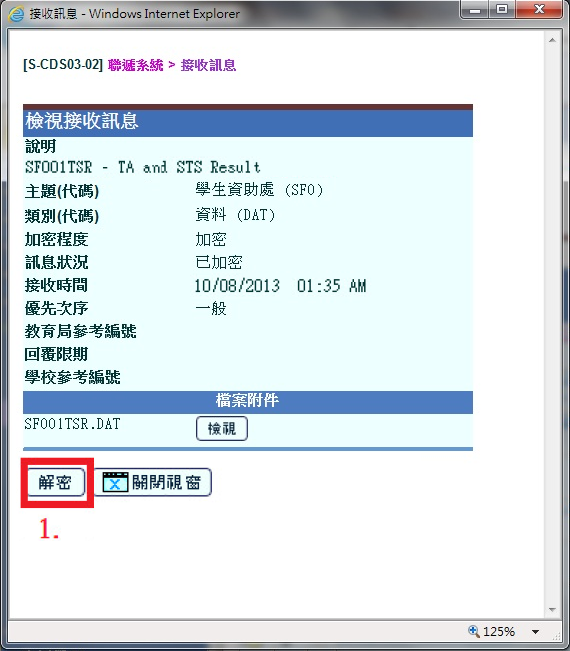 接收訊息 - Windows Internet Explorer
[S-CDS03-02] 聯遞系統 > 接收訊息
檢視接收訊息
說明
SF001TSR - TA and STS Result
主題(代碼) 學生資助處 (SFO)
類別(代碼) 資料 (DAT)
加密程度 加密
訊息狀況 已加密
接收時間 10/08/2013 01:35 AM
優先次序 一般
教育局參考編號
回覆限期
學校參考編號
檔案附件
SF001TSR.DAT 檢視
解密 關閉視窗
1.
125%